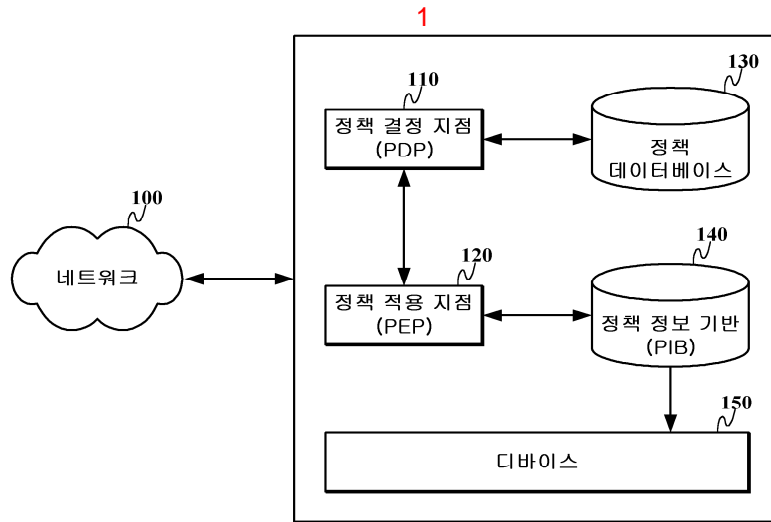 1
110
정책 결정 지점
(PDP)
130
정책
데이터베이스
100
네트워크
120
정책 적용 지점
(PEP)
140
정책 정보 기반
(PIB)
150
디바이스